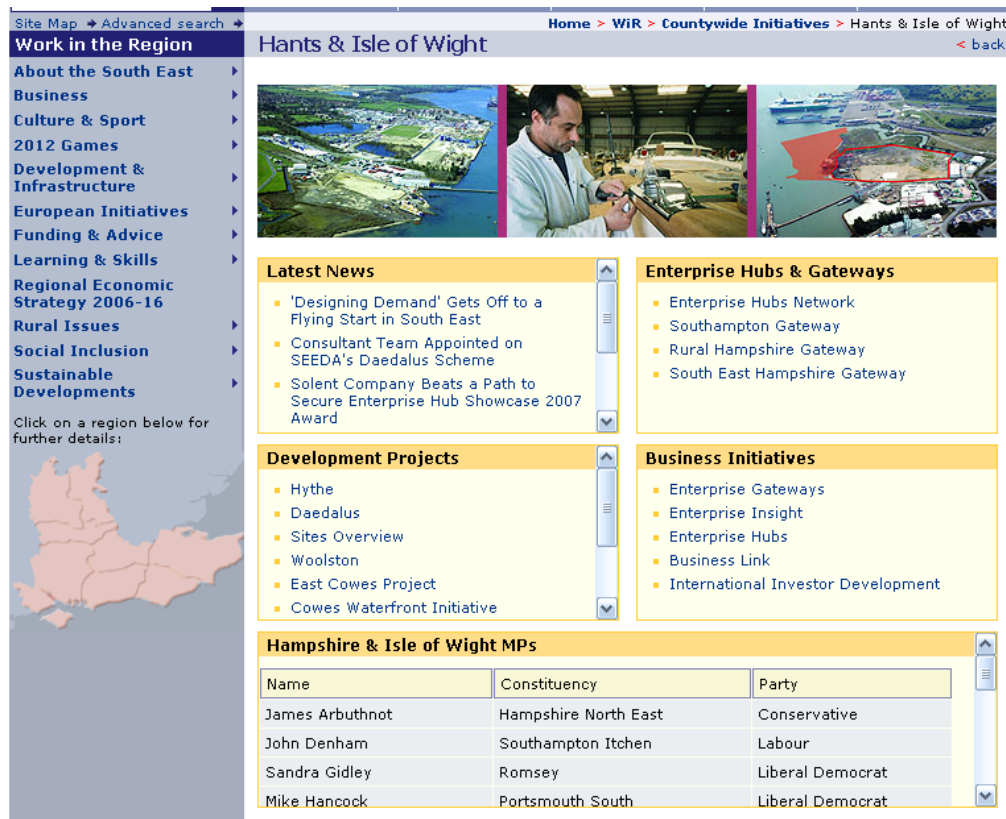 Site Map Advanced search
Home > WiR > Countywide Initiatives > Hants & Isle of Wight
Work in the Region
Hants & Isle of Wight
< back
About the South East
Business
Culture & Sport
2012 Games
Development &
Infrastructure
European Initiatives
Funding & Advice
Learning & Skills
Regional Economic
Strategy 2006-16
Rural Issues
Social Inclusion
Sustainable
Developments
Click on a region below for
further details:
Latest News
'Designing Demand' Gets Off to a
Flying Start in South East
Consultant Team Appointed on
SEEDA's Daedalus Scheme
Solent Company Beats a Path to
Secure Enterprise Hub Showcase 2007
Award
Enterprise Hubs & Gateways
Enterprise Hubs Network
Southampton Gateway
Rural Hampshire Gateway
South East Hampshire Gateway
Development Projects
Hythe
Daedalus
Sites Overview
Woolston
East Cowes Project
Cowes Waterfront Initiative
Business Initiatives
Enterprise Gateways
Enterprise Insight
Enterprise Hubs
Business Link
International Investor Development
Hampshire & Isle of Wight MPs
Name Constituency Party
James Arbuthnot Hampshire North East Conservative
John Denham Southampton Itchen Labour
Sandra Gidley Romsey Liberal Democrat
Mike Hancock Portsmouth South Liberal Democrat